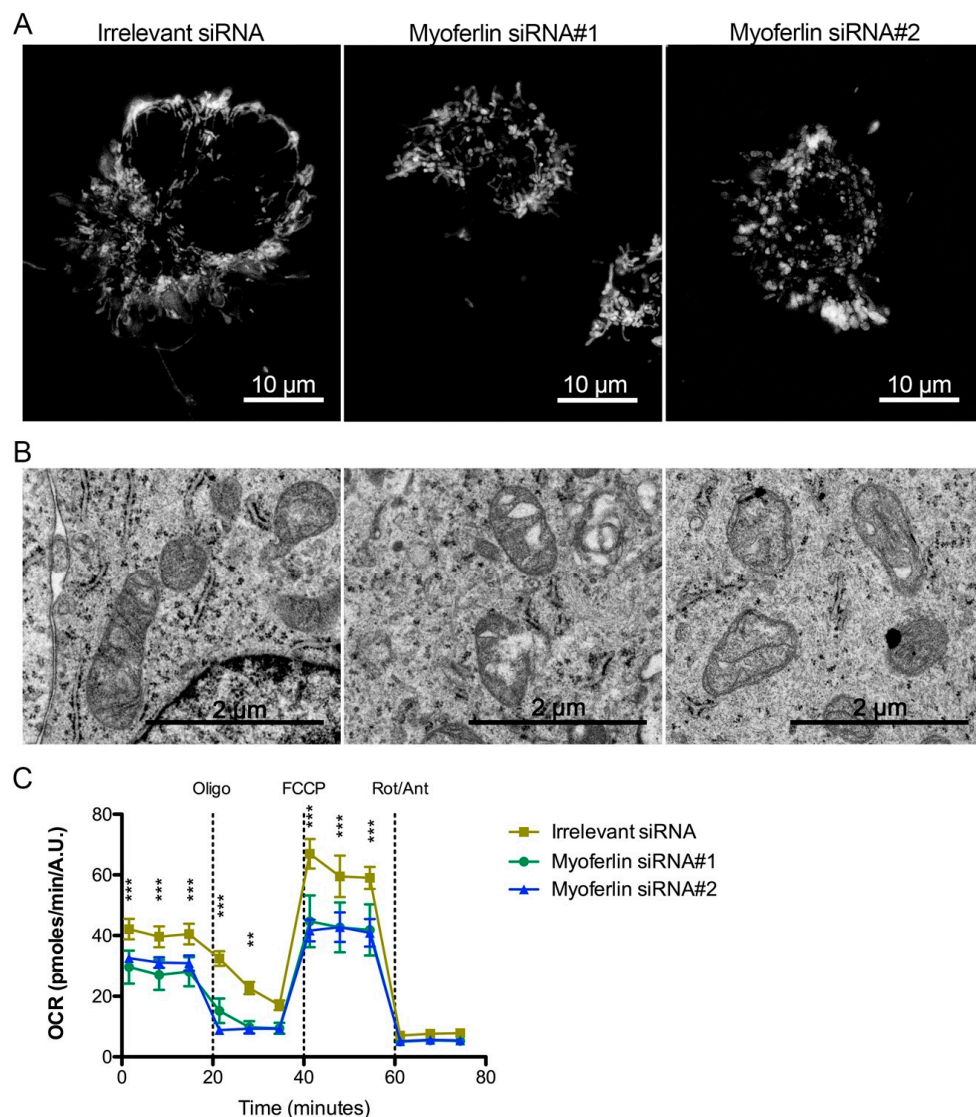 A
Irrelevant siRNA
Myoferlin siRNA#1
Myoferlin siRNA#2
10 µm
10 µm
10 µm
B
2 µm
2 µm
2 µm
C
Oligo
FCCP
Rot/Ant
***
***
***
***
**
***
***
***
80
60
40
20
0
OCR (pmoles/min/A.U.)
0
20
40
60
80
Time (minutes)
Irrelevant siRNA
Myoferlin siRNA#1
Myoferlin siRNA#2